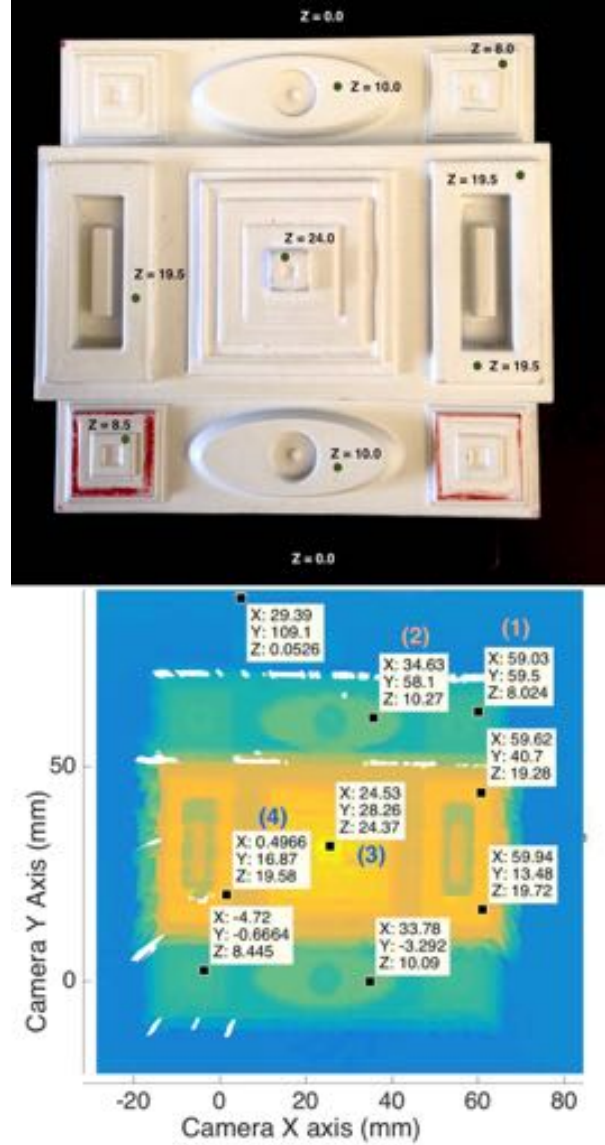 Z = 0.0
Z = 8.0
Z = 10.0
Z = 19.5
Z = 24.0
Z = 19.5
Z = 19.5
Z = 8.5
Z = 10.0
Z = 0.0
X: 29.39
Y: 109.1
Z: 0.0526
(2)
(1)
X: 34.63
Y: 58.1
Z: 10.27
X: 59.03
Y: 59.5
Z: 8.024
X: 59.62
Y: 40.7
Z: 19.28
X: 24.53
Y: 28.26
Z: 24.37
(4)
(3)
X: 0.4966
Y: 16.87
Z: 19.58
X: 59.94
Y: 13.48
Z: 19.72
X: -4.72
Y: -0.6664
Z: 8.445
X: 33.78
Y: -3.292
Z: 10.09
50
0
Camera Y Axis (mm)
-20
0
20
40
60
80
Camera X axis (mm)